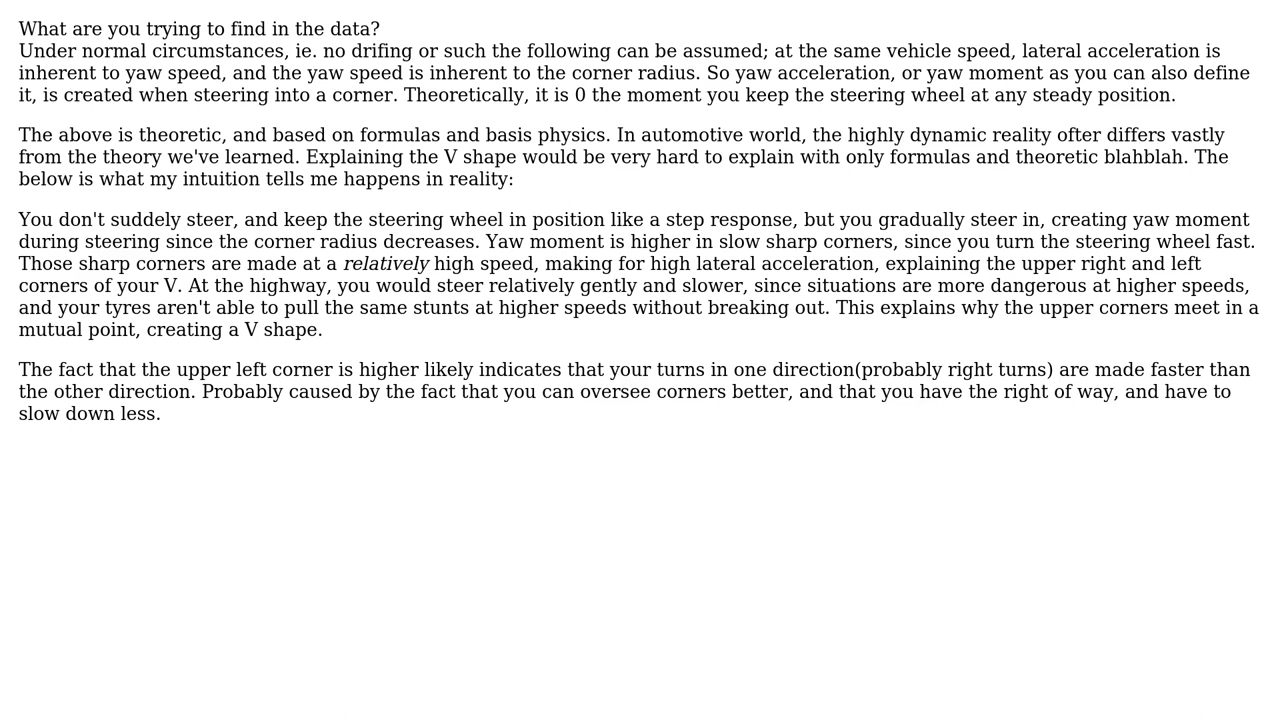 What are you trying to find in the data?
Under normal circumstances, ie. no drifing or such the following can be assumed; at the same vehicle speed, lateral acceleration is
inherent to yaw speed, and the yaw speed is inherent to the corner radius. So yaw acceleration, or yaw moment as you can also define
it, is created when steering into a corner. Theoretically, it is 0 the moment you keep the steering wheel at any steady position.
The above is theoretic, and based on formulas and basis physics. In automotive world, the highly dynamic reality ofter differs vastly
from the theory we've learned. Explaining the V shape would be very hard to explain with only formulas and theoretic blahblah. The
below is what my intuition tells me happens in reality:
You don't suddely steer, and keep the steering wheel in position like a step response, but you gradually steer in, creating yaw moment
during steering since the corner radius decreases. Yaw moment is higher in slow sharp corners, since you turn the steering wheel fast.
Those sharp corners are made at a relatively high speed, making for high lateral acceleration, explaining the upper right and left
corners of your V. At the highway, you would steer relatively gently and slower, since situations are more dangerous at higher speeds,
and your tyres aren't able to pull the same stunts at higher speeds without breaking out. This explains why the upper corners meet in a
mutual point, creating a V shape.
The fact that the upper left corner is higher likely indicates that your turns in one direction(probably right turns) are made faster than
the other direction. Probably caused by the fact that you can oversee corners better, and that you have the right of way, and have to
slow down less.